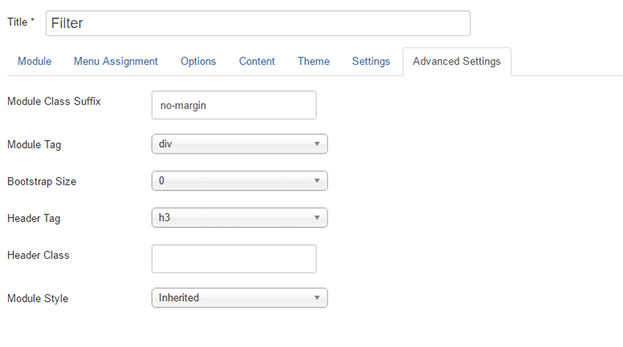 Title * Filter
Module Menu Assignment Options Content Theme Settings Advanced Settings
Module Class Suffix no-margin
Module Tag div
Bootstrap Size 0
Header Tag h3
Header Class
Module Style Inherited